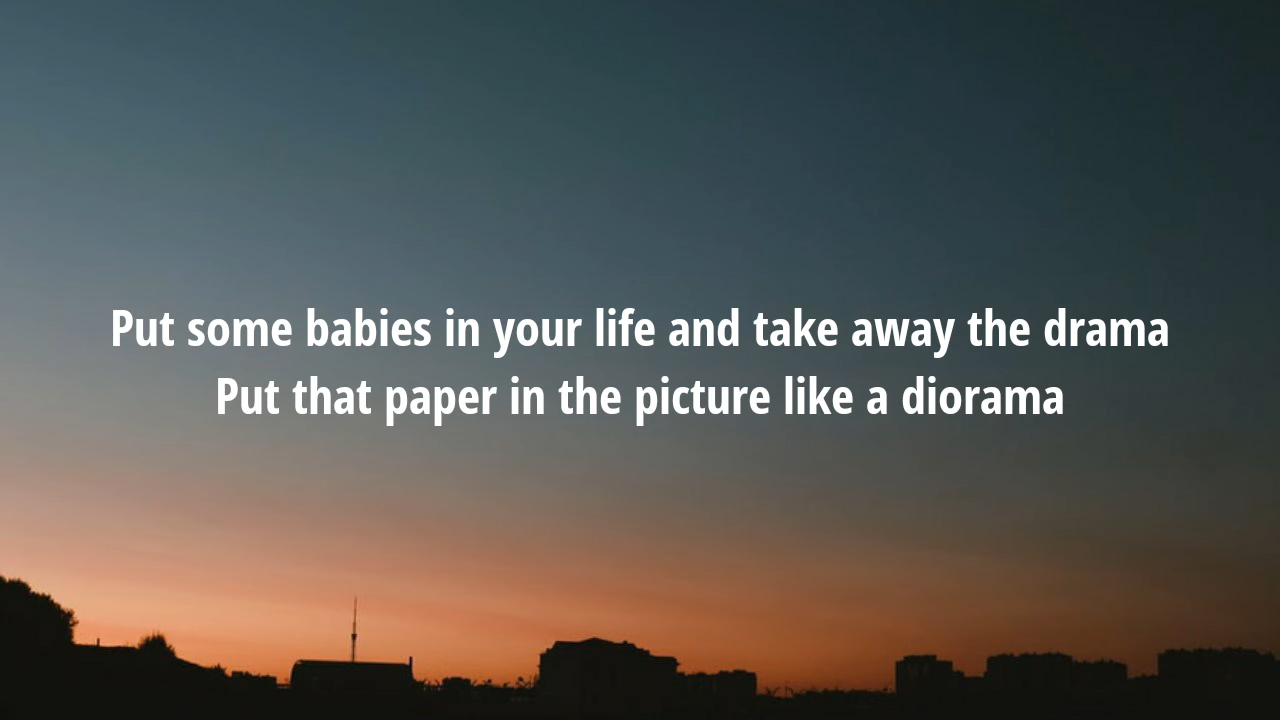 Put some babies in your life and take away the drama
Put that paper in the picture like a diorama